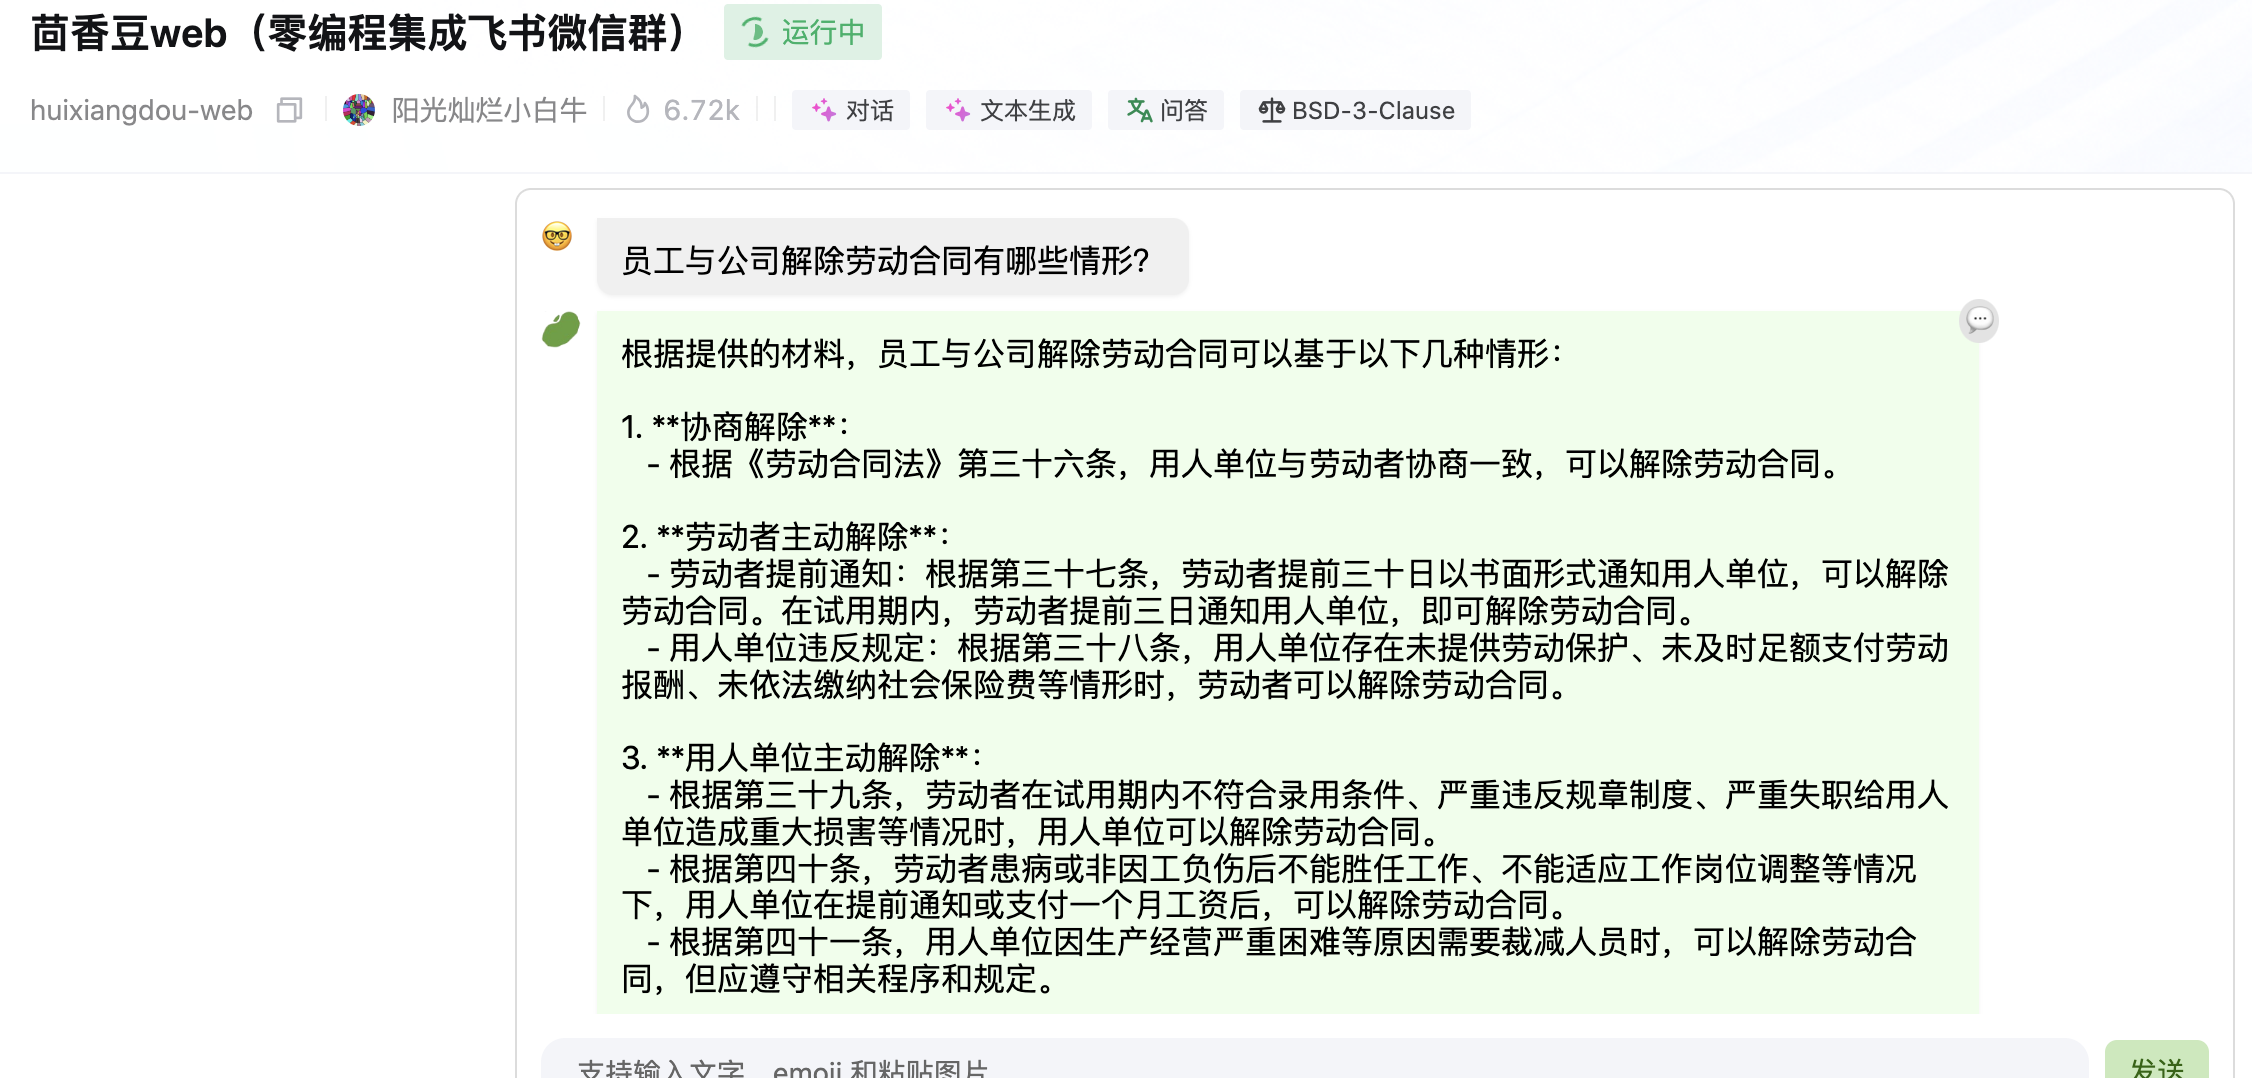 茴香豆web（零编程集成飞书微信群） 运行中
huixiangdou-web 阳光灿烂小白牛 6.72k 对话 文本生成 问答 BSD-3-Clause
员工与公司解除劳动合同有哪些情形?
根据提供的材料，员工与公司解除劳动合同可以基于以下几种情形：
1. **协商解除**：
- 根据《劳动合同法》第三十六条，用人单位与劳动者协商一致，可以解除劳动合同。
2. **劳动者主动解除**：
- 劳动者提前通知：根据第三十七条，劳动者提前三十日以书面形式通知用人单位，可以解除
劳动合同。在试用期内，劳动者提前三日通知用人单位，即可解除劳动合同。
- 用人单位违反规定：根据第三十八条，用人单位存在未提供劳动保护、未及时足额支付劳动
报酬、未依法缴纳社会保险费等情形时，劳动者可以解除劳动合同。
3. **用人单位主动解除**：
- 根据第三十九条，劳动者在试用期内不符合录用条件、严重违反规章制度、严重失职给用人
单位造成重大损害等情况时，用人单位可以解除劳动合同。
- 根据第四十条，劳动者患病或非因工负伤后不能胜任工作、不能适应工作岗位调整等情况
下，用人单位在提前通知或支付一个月工资后，可以解除劳动合同。
- 根据第四十一条，用人单位因生产经营严重困难等原因需要裁减人员时，可以解除劳动合
同，但应遵守相关程序和规定。
支持输入文字、emoji 和粘贴图片 发送